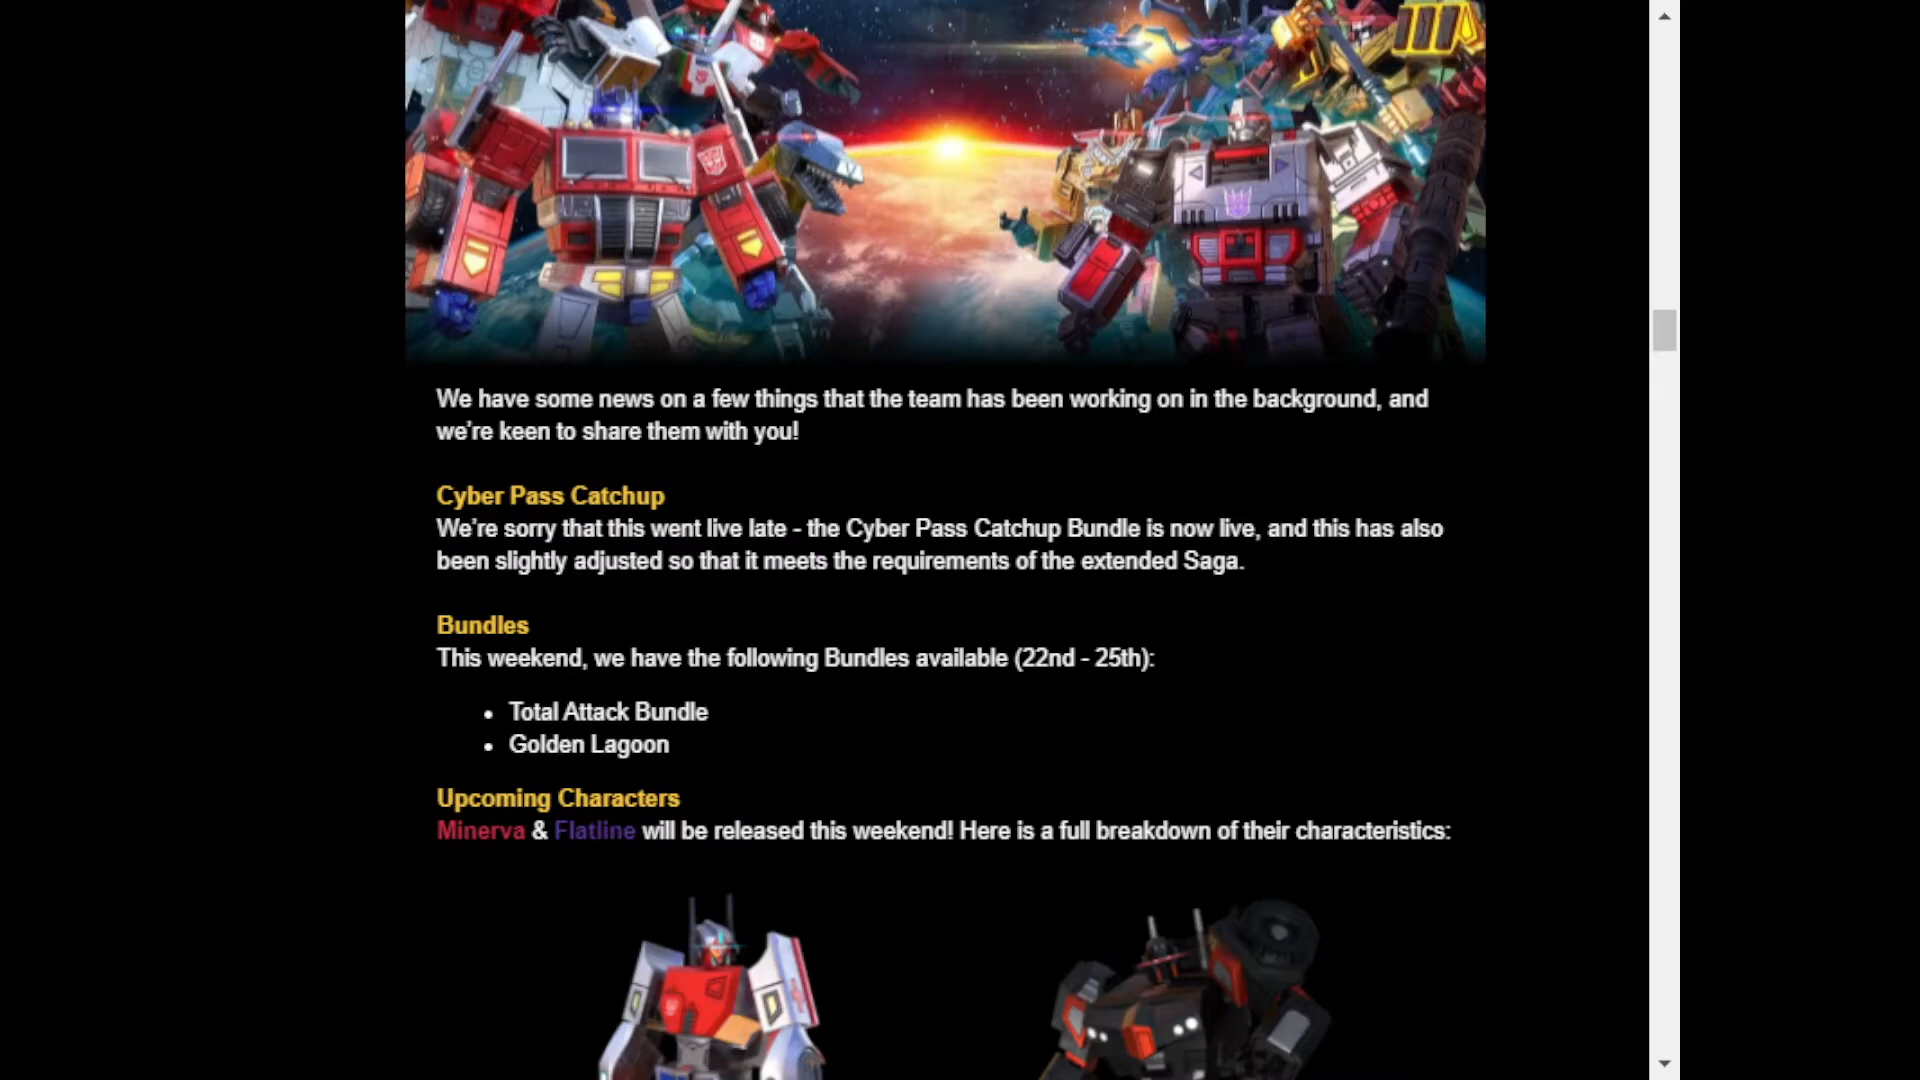 We have some news on a few things that the team has been working on in the background, and
we're keen to share them with you!
Cyber Pass Catchup
We're sorry that this went live late - the Cyber Pass Catchup Bundle is now live, and this has also
been slightly adjusted so that it meets the requirements of the extended Saga.
Bundles
This weekend, we have the following Bundles available (22nd - 25th):
• Total Attack Bundle
• Golden Lagoon
Upcoming Characters
Minerva & Flatline will be released this weekend! Here is a full breakdown of their characteristics: